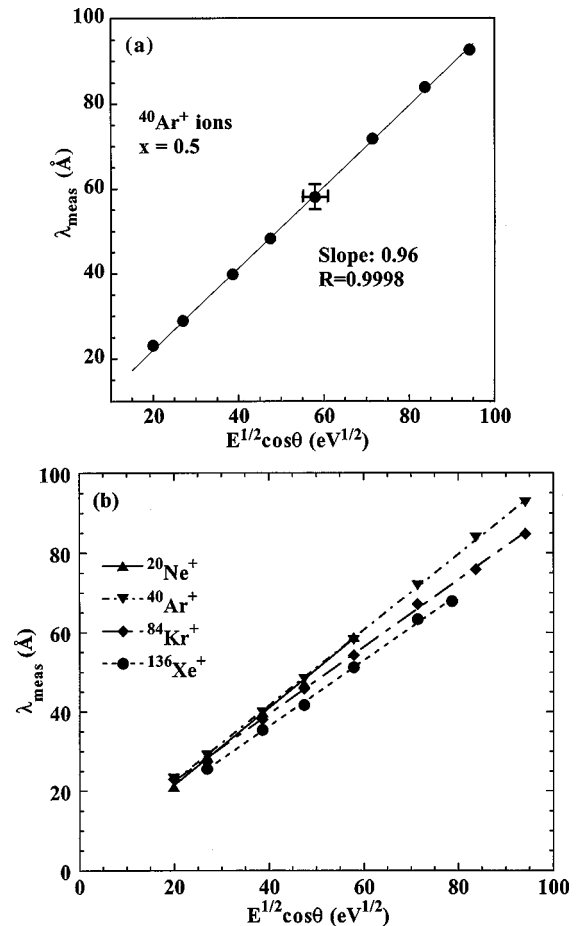 (a)
100
80
60
40
20
λmeas (Å)
⁴⁰Ar⁺ ions
x = 0.5
Slope: 0.96
R=0.9998
20 40 60 80 100
E¹/²cosθ (eV¹/²)
(b)
100
80
60
40
20
0
λmeas (Å)
²⁰Ne⁺
⁴⁰Ar⁺
⁸⁴Kr⁺
¹³⁶Xe⁺
0 20 40 60 80 100
E¹/²cosθ (eV¹/²)